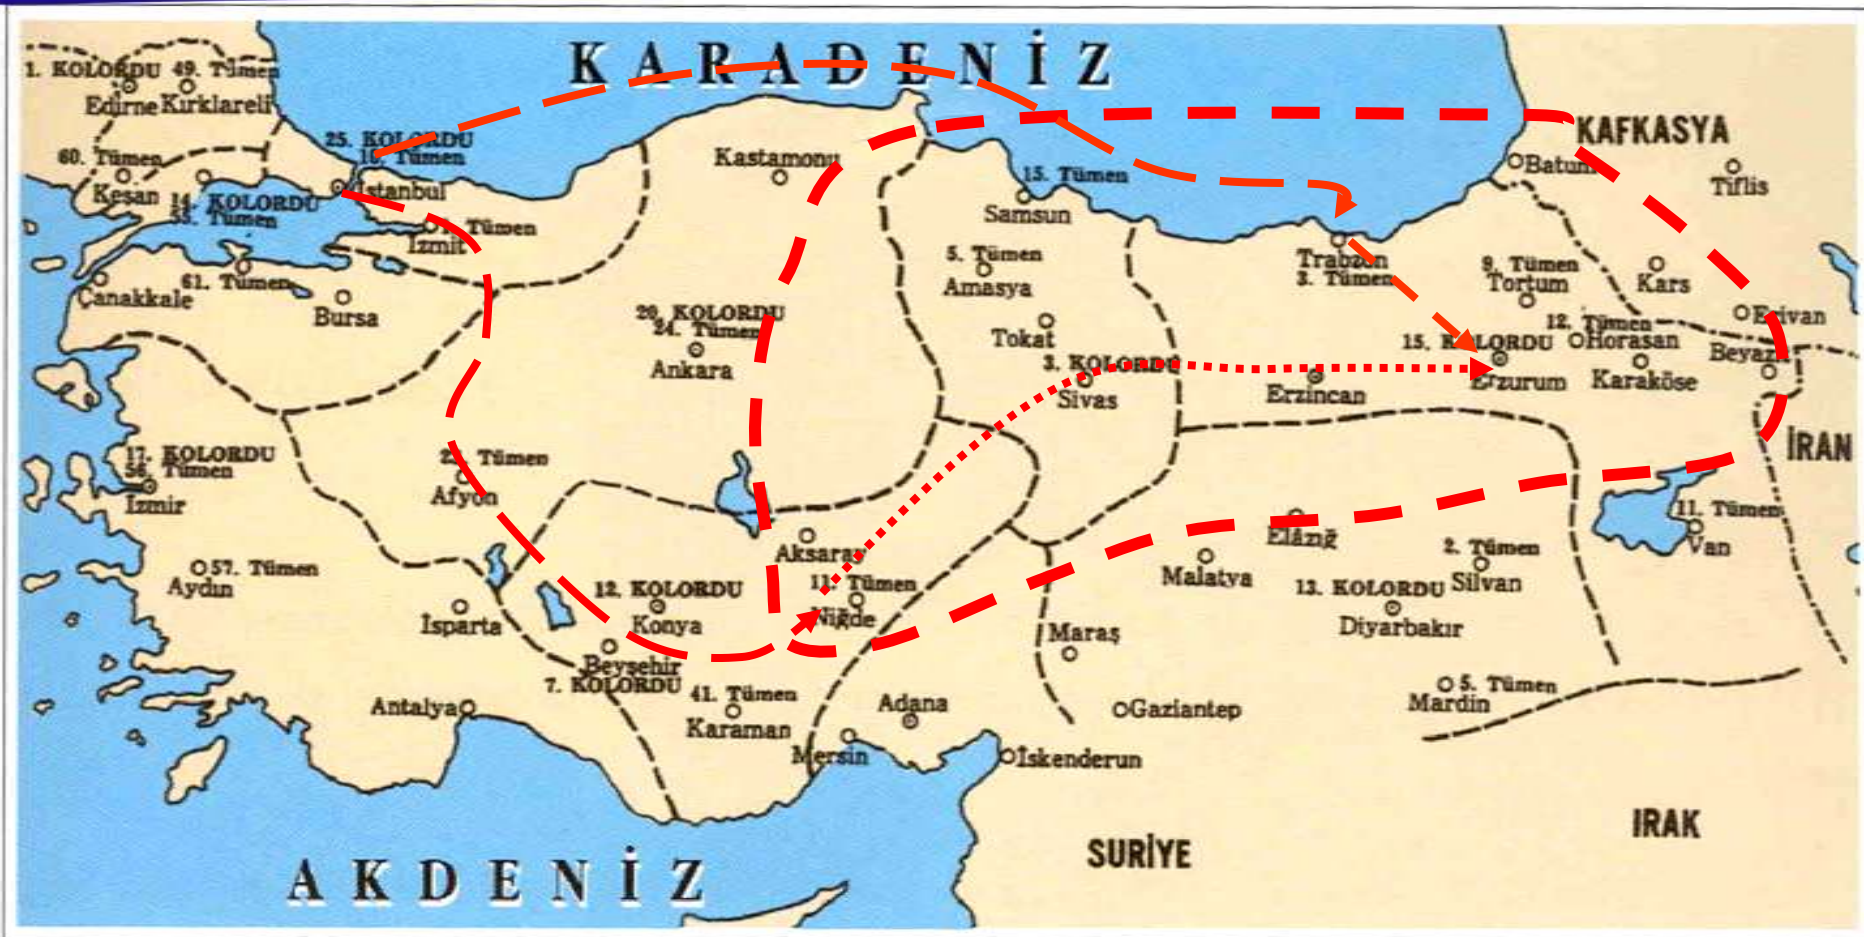 KARADENİZ
1. KOLORDU 49. Tümen
Edirne Kırklareli
60. Tümen
Keşan
14. KOLORDU
55. Tümen
25. KOLORDU
10. Tümen
İstanbul
1. Tümen
İzmit
Çanakkale
61. Tümen
Bursa
Kastamonu
15. Tümen
Samsun
5. Tümen
Amasya
Tokat
3. KOLORDU
Sivas
20. KOLORDU
24. Tümen
Ankara
Trabzon
3. Tümen
9. Tümen
Tortum
12. Tümen
Horasan
15. KOLORDU
Erzurum
Erzincan
Karaköse
KAFKASYA
Batum
Tiflis
Kars
Erivan
Beyazıt
İRAN
17. KOLORDU
56. Tümen
İzmir
57. Tümen
Aydın
23. Tümen
Afyon
Isparta
12. KOLORDU
Konya
Beyşehir
7. KOLORDU
41. Tümen
Karaman
Antalya
Aksaray
11. Tümen
Niğde
Mersin
Adana
Maraş
Gaziantep
İskenderun
Malatya
Elâzığ
2. Tümen
Silvan
13. KOLORDU
Diyarbakır
5. Tümen
Mardin
11. Tümen
Van
IRAK
SURİYE
AKDENİZ